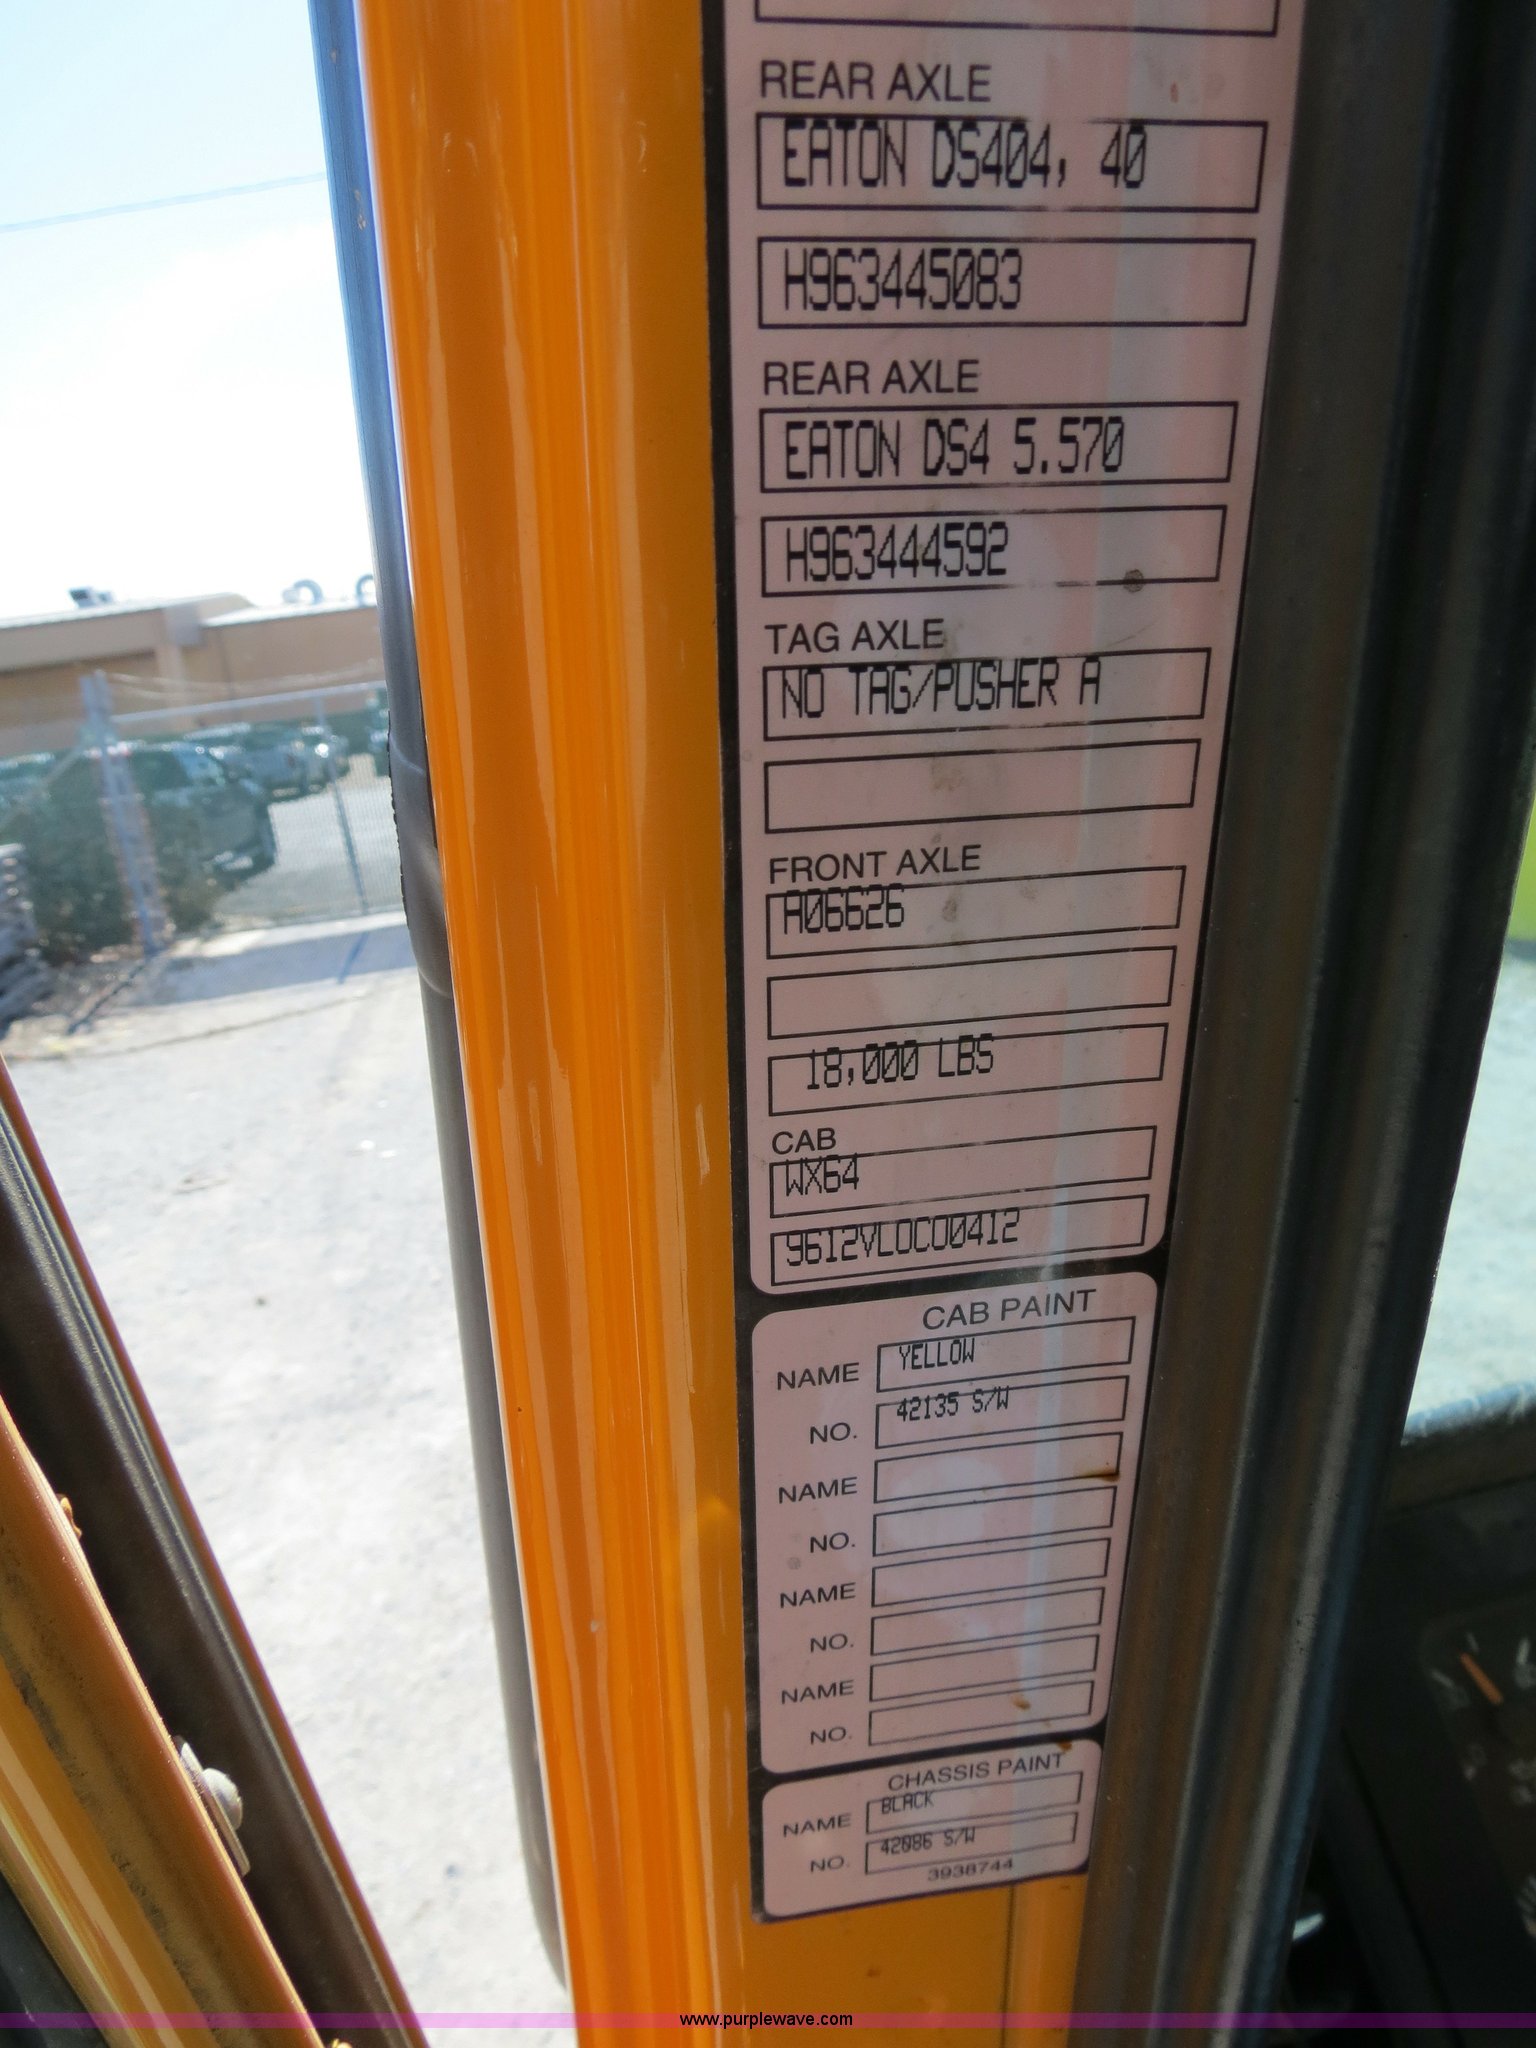 REAR AXLE
EATON DS404, 40
H963445083
REAR AXLE
EATON DS4 5.570
H963444592
TAG AXLE
NO TAG/PUSHER A
FRONT AXLE
A06626
18,000 LBS
CAB
WX64
9612VLOCO0412
CAB PAINT
NAME YELLOW
NO. 42135 S/W
NAME
NO.
NAME
NO.
NAME
NO.
CHASSIS PAINT
NAME BLACK
NO. 42086 S/W
3938744
www.purplewave.com